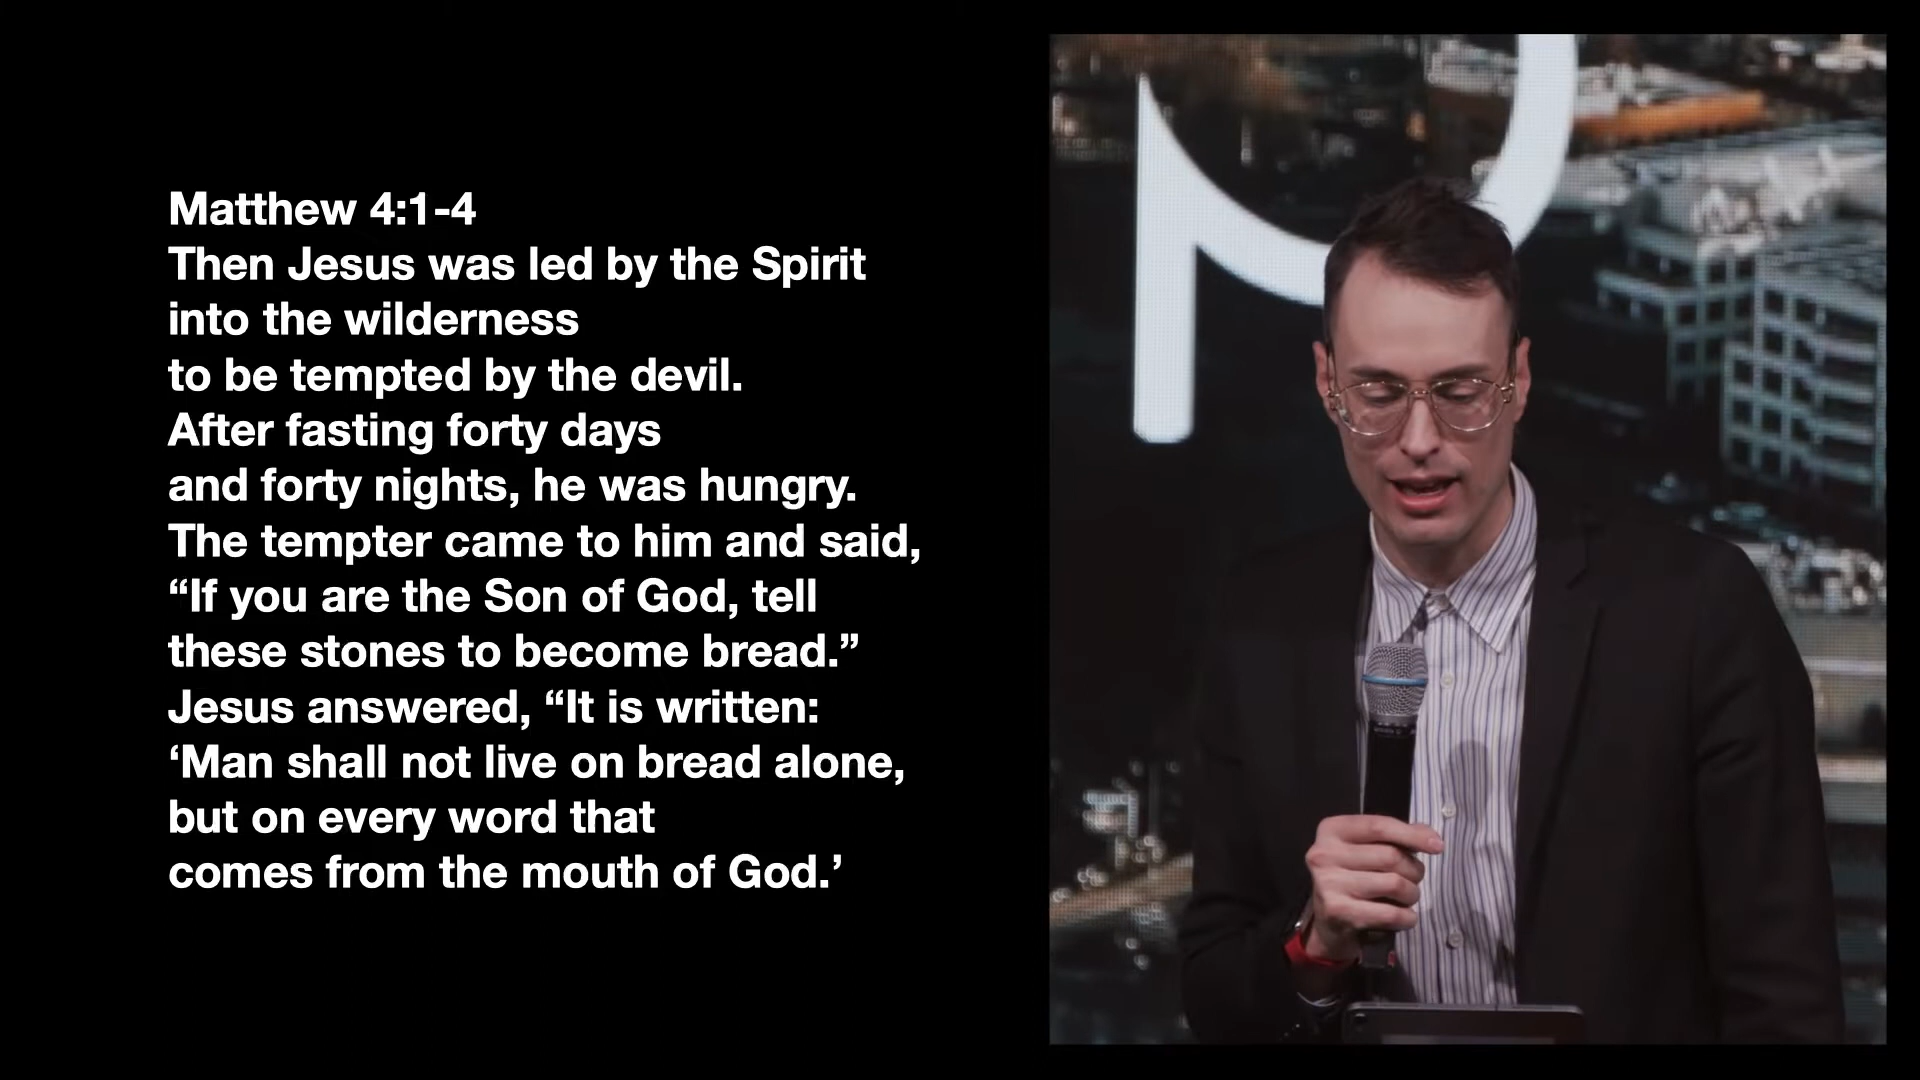 Matthew 4:1-4
Then Jesus was led by the Spirit
into the wilderness
to be tempted by the devil.
After fasting forty days
and forty nights, he was hungry.
The tempter came to him and said,
“If you are the Son of God, tell
these stones to become bread.”
Jesus answered, “It is written:
‘Man shall not live on bread alone,
but on every word that
comes from the mouth of God.’